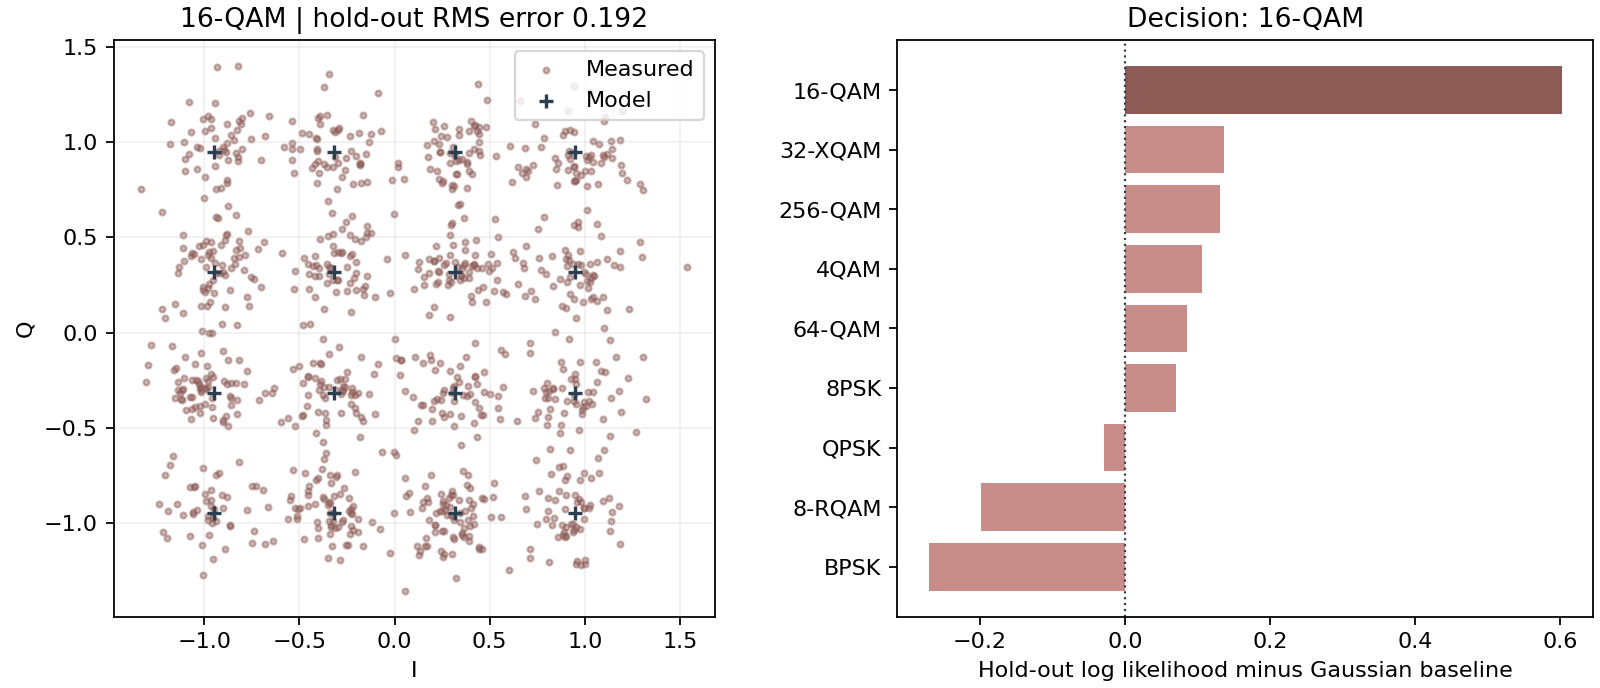 16-QAM | hold-out RMS error 0.192
Measured
Model
Q
1.5
1.0
0.5
0.0
−0.5
−1.0
−1.0 −0.5 0.0 0.5 1.0 1.5
I
Decision: 16-QAM
16-QAM
32-XQAM
256-QAM
4QAM
64-QAM
8PSK
QPSK
8-RQAM
BPSK
−0.2 0.0 0.2 0.4 0.6
Hold-out log likelihood minus Gaussian baseline